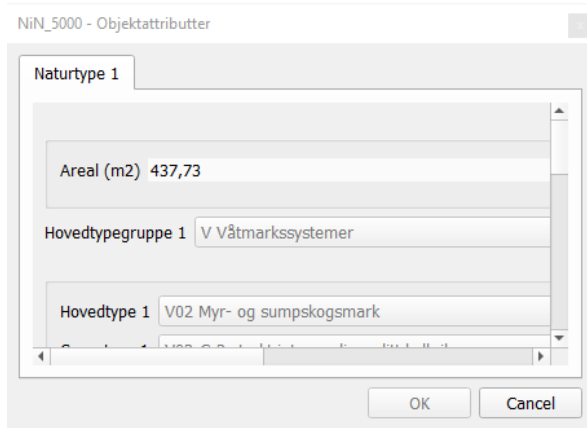 NiN_5000 - Objektattributter
Naturtype 1
Areal (m2) 437,73
Hovedtypegruppe 1 V Våtmarkssystemer
Hovedtype 1 V02 Myr- og sumpskogsmark
OK Cancel